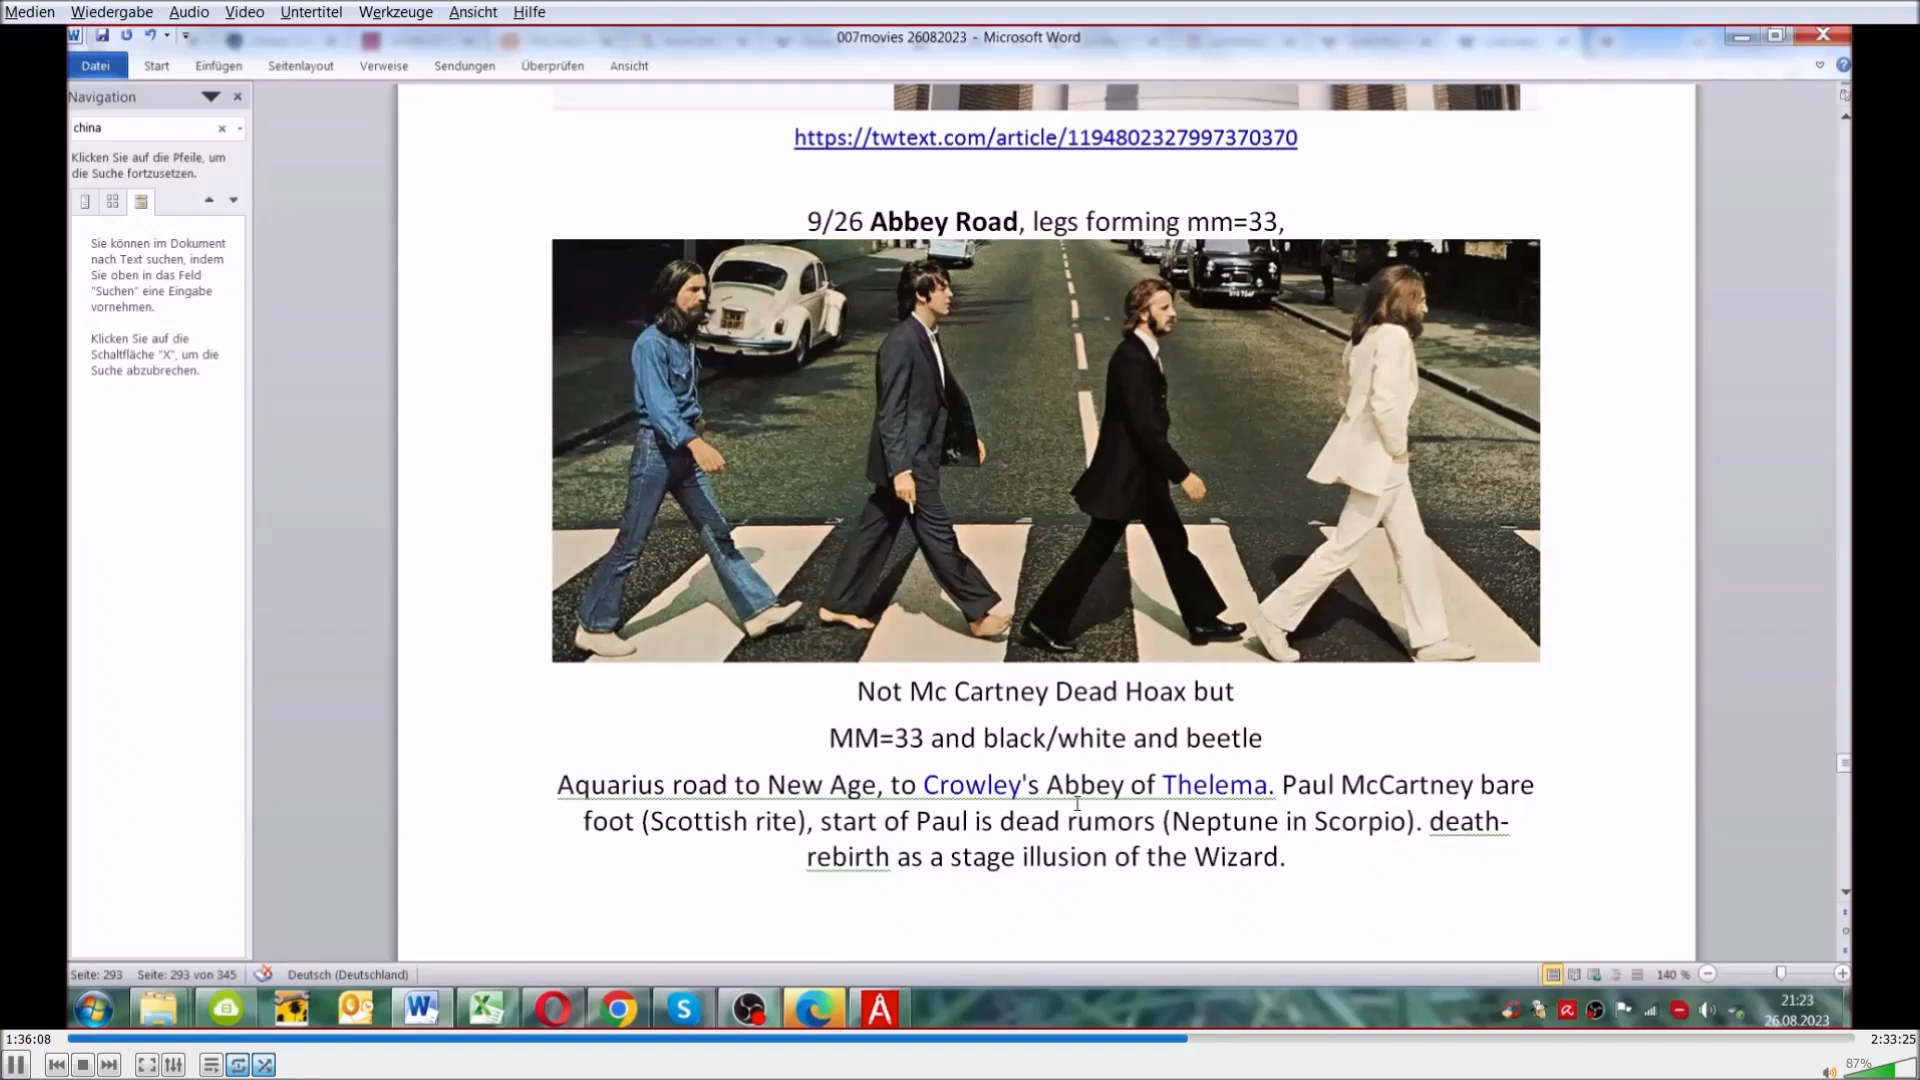 Medien Wiedergabe Audio Video Untertitel Werkzeuge Ansicht Hilfe
007movies 26082023 - Microsoft Word
Datei Start Einfügen Seitenlayout Verweise Sendungen Überprüfen Ansicht
Navigation
china
Klicken Sie auf die Pfeile, um
die Suche fortzusetzen.
Sie können im Dokument
nach Text suchen, indem
Sie oben in das Feld
"Suchen" eine Eingabe
vornehmen.
Klicken Sie auf die
Schaltfläche "X", um die
Suche abzubrechen.
https://twtext.com/article/1194802327997370370
9/26 Abbey Road, legs forming mm=33,
Not Mc Cartney Dead Hoax but
MM=33 and black/white and beetle
Aquarius road to New Age, to Crowley's Abbey of Thelema. Paul McCartney bare
foot (Scottish rite), start of Paul is dead rumors (Neptune in Scorpio). death-
rebirth as a stage illusion of the Wizard.
Seite: 293 Seite: 293 von 345 Deutsch (Deutschland) 140 %
21:23
26.08.2023
1:36:08 2:33:25
87%